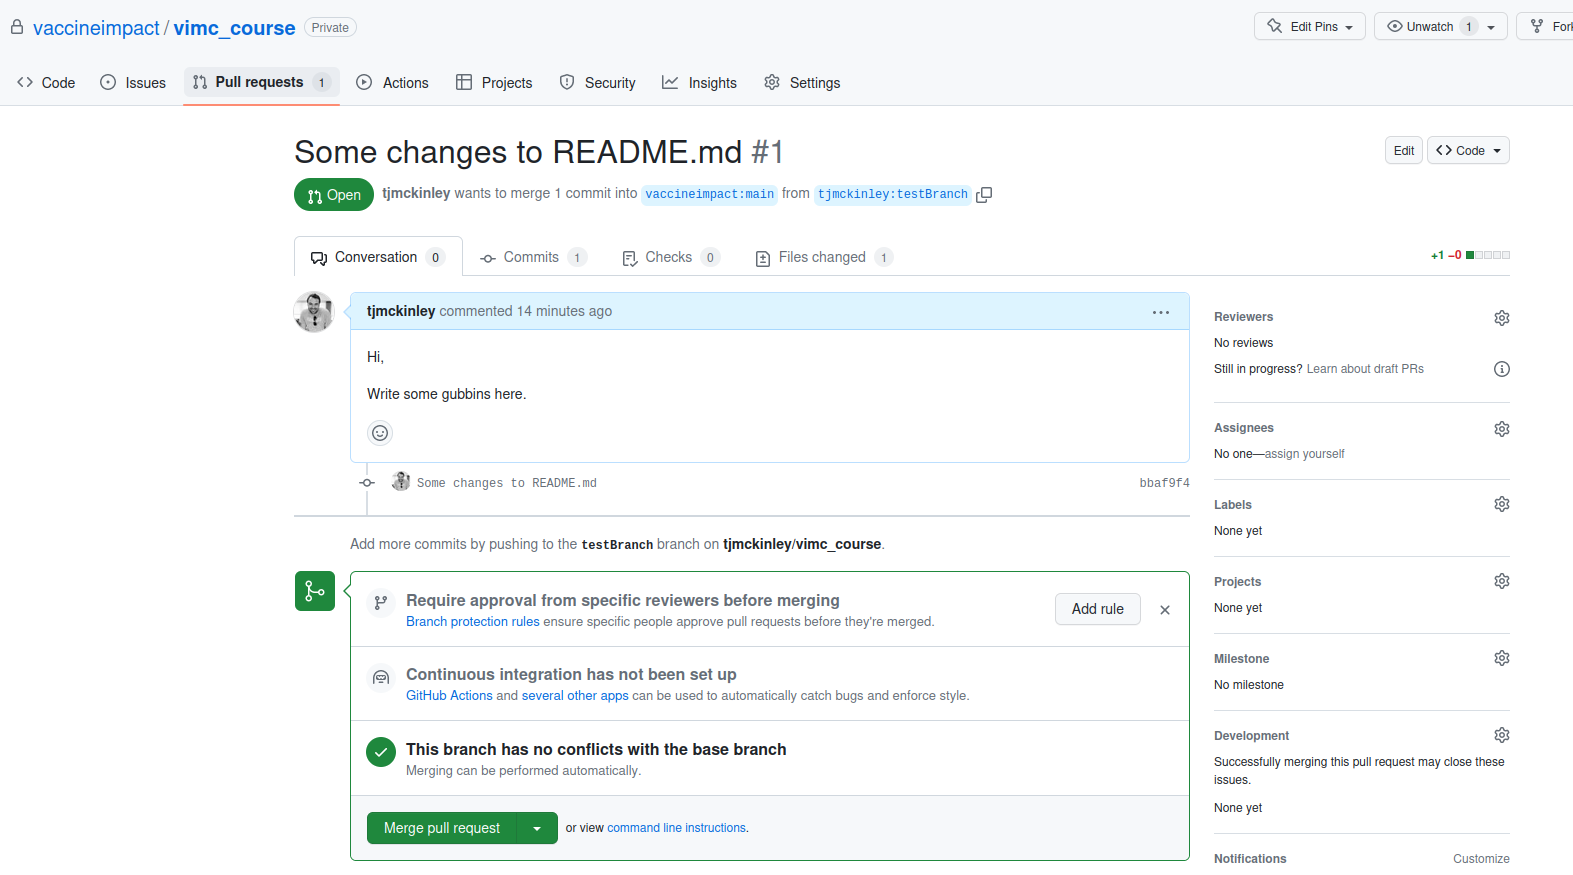 vaccineimpact / vimc_course Private
Edit Pins
Unwatch 1
Fork
Code
Issues
Pull requests 1
Actions
Projects
Security
Insights
Settings
Some changes to README.md #1
Edit
Code
Open
tjmckinley wants to merge 1 commit into vaccineimpact:main from tjmckinley:testBranch
Conversation 0
Commits 1
Checks 0
Files changed 1
+1 −0
tjmckinley commented 14 minutes ago
Hi,
Write some gubbins here.
Some changes to README.md
bbaf9f4
Add more commits by pushing to the testBranch branch on tjmckinley/vimc_course.
Require approval from specific reviewers before merging
Branch protection rules ensure specific people approve pull requests before they're merged.
Add rule
Continuous integration has not been set up
GitHub Actions and several other apps can be used to automatically catch bugs and enforce style.
This branch has no conflicts with the base branch
Merging can be performed automatically.
Merge pull request
or view command line instructions.
Reviewers
No reviews
Still in progress? Learn about draft PRs
Assignees
No one—assign yourself
Labels
None yet
Projects
None yet
Milestone
No milestone
Development
Successfully merging this pull request may close these
issues.
None yet
Notifications
Customize